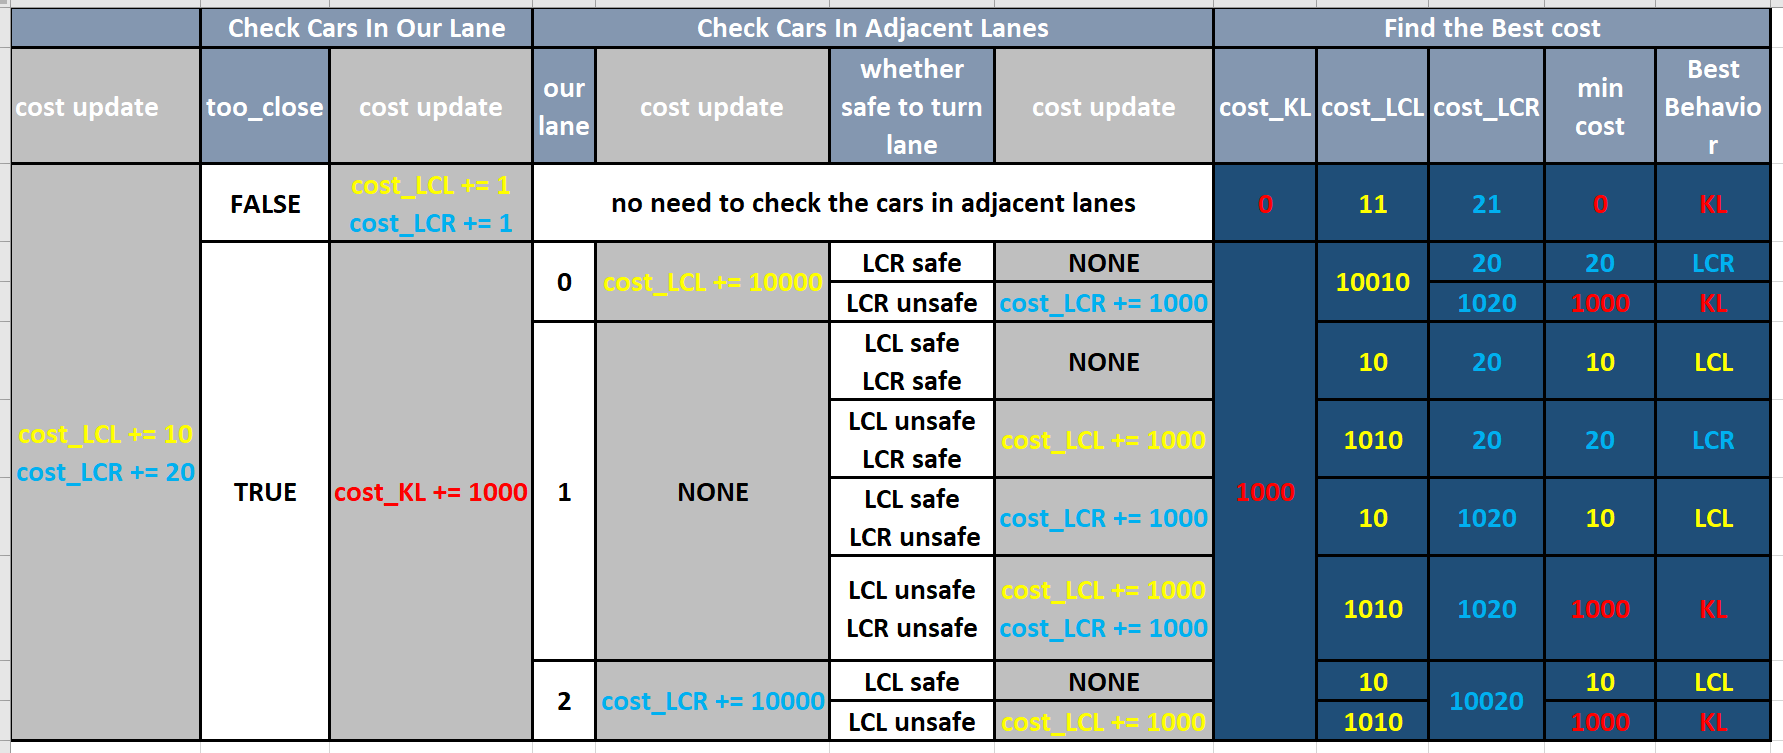 Check Cars In Our Lane
Check Cars In Adjacent Lanes
Find the Best cost
cost update
too_close
cost update
our
lane
cost update
whether
safe to turn
lane
cost update
cost_KL
cost_LCL
cost_LCR
min
cost
Best
Behavio
r
cost_LCL += 10
cost_LCR += 20
FALSE
cost_LCL += 1
cost_LCR += 1
no need to check the cars in adjacent lanes
0
11
21
0
KL
TRUE
cost_KL += 1000
0
cost_LCL += 10000
LCR safe
NONE
1000
10010
20
20
LCR
LCR unsafe
cost_LCR += 1000
1020
1000
KL
1
NONE
LCL safe
LCR safe
NONE
10
20
10
LCL
LCL unsafe
LCR safe
cost_LCL += 1000
1010
20
20
LCR
LCL safe
LCR unsafe
cost_LCR += 1000
10
1020
10
LCL
LCL unsafe
LCR unsafe
cost_LCL += 1000
cost_LCR += 1000
1010
1020
1000
KL
2
cost_LCR += 10000
LCL safe
NONE
10
10020
10
LCL
LCL unsafe
cost_LCL += 1000
1010
1000
KL